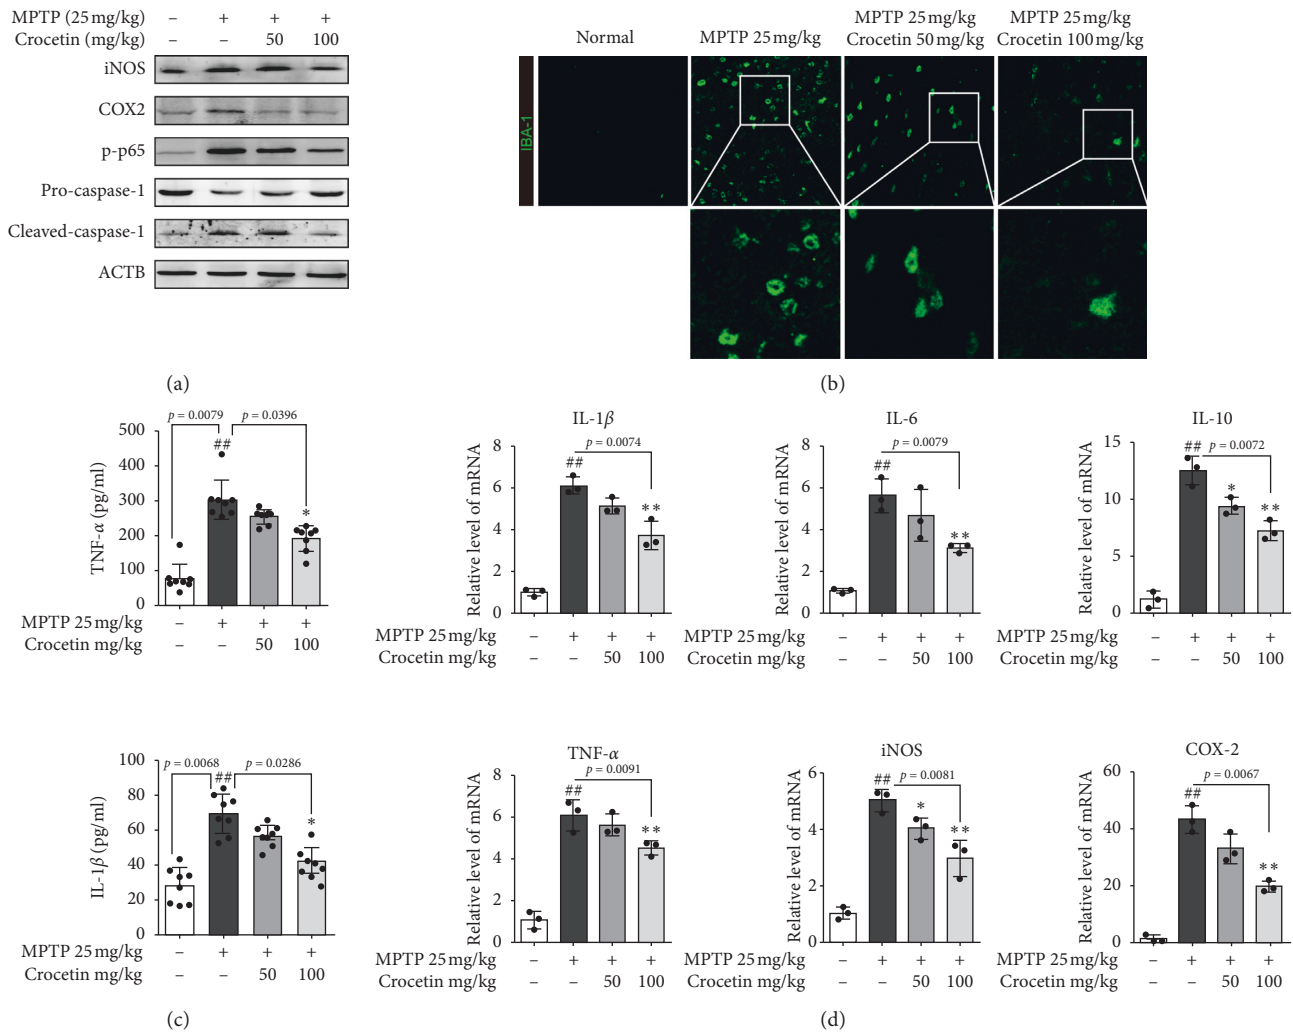 MPTP (25 mg/kg) – + + +
Crocetin (mg/kg) – – 50 100
iNOS
COX2
p-p65
Pro-caspase-1
Cleaved-caspase-1
ACTB
(a)
Normal
MPTP 25 mg/kg
MPTP 25 mg/kg
Crocetin 50 mg/kg
MPTP 25 mg/kg
Crocetin 100 mg/kg
IBA-1
(b)
p = 0.0079
p = 0.0396
##
*
TNF-α (pg/ml)
500
400
300
200
100
0
MPTP 25 mg/kg – + + +
Crocetin mg/kg – – 50 100
p = 0.0068
p = 0.0286
##
*
IL-1β (pg/ml)
100
80
60
40
20
0
MPTP 25 mg/kg – + + +
Crocetin mg/kg – – 50 100
(c)
IL-1β
p = 0.0074
##
**
Relative level of mRNA
8
6
4
2
0
MPTP 25 mg/kg – + + +
Crocetin mg/kg – – 50 100
IL-6
p = 0.0079
##
**
Relative level of mRNA
8
6
4
2
0
MPTP 25 mg/kg – + + +
Crocetin mg/kg – – 50 100
IL-10
p = 0.0072
##
*
**
Relative level of mRNA
15
10
5
0
MPTP 25 mg/kg – + + +
Crocetin mg/kg – – 50 100
TNF-α
p = 0.0091
##
**
Relative level of mRNA
8
6
4
2
0
MPTP 25 mg/kg – + + +
Crocetin mg/kg – – 50 100
iNOS
p = 0.0081
##
*
**
Relative level of mRNA
6
4
2
0
MPTP 25 mg/kg – + + +
Crocetin mg/kg – – 50 100
COX-2
p = 0.0067
##
**
Relative level of mRNA
60
40
20
0
MPTP 25 mg/kg – + + +
Crocetin mg/kg – – 50 100
(d)